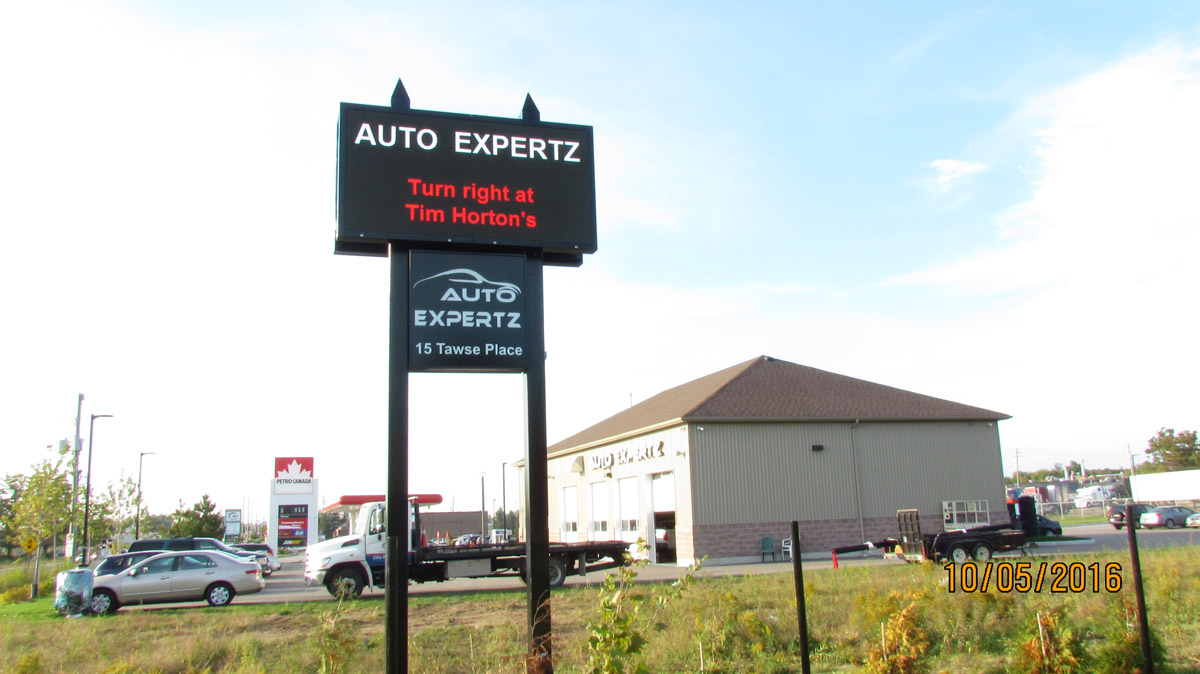 AUTO EXPERTZ
Turn right at
Tim Horton's
AUTO
EXPERTZ
15 Tawse Place
AUTO EXPERTZ
PETRO-CANADA
10/05/2016